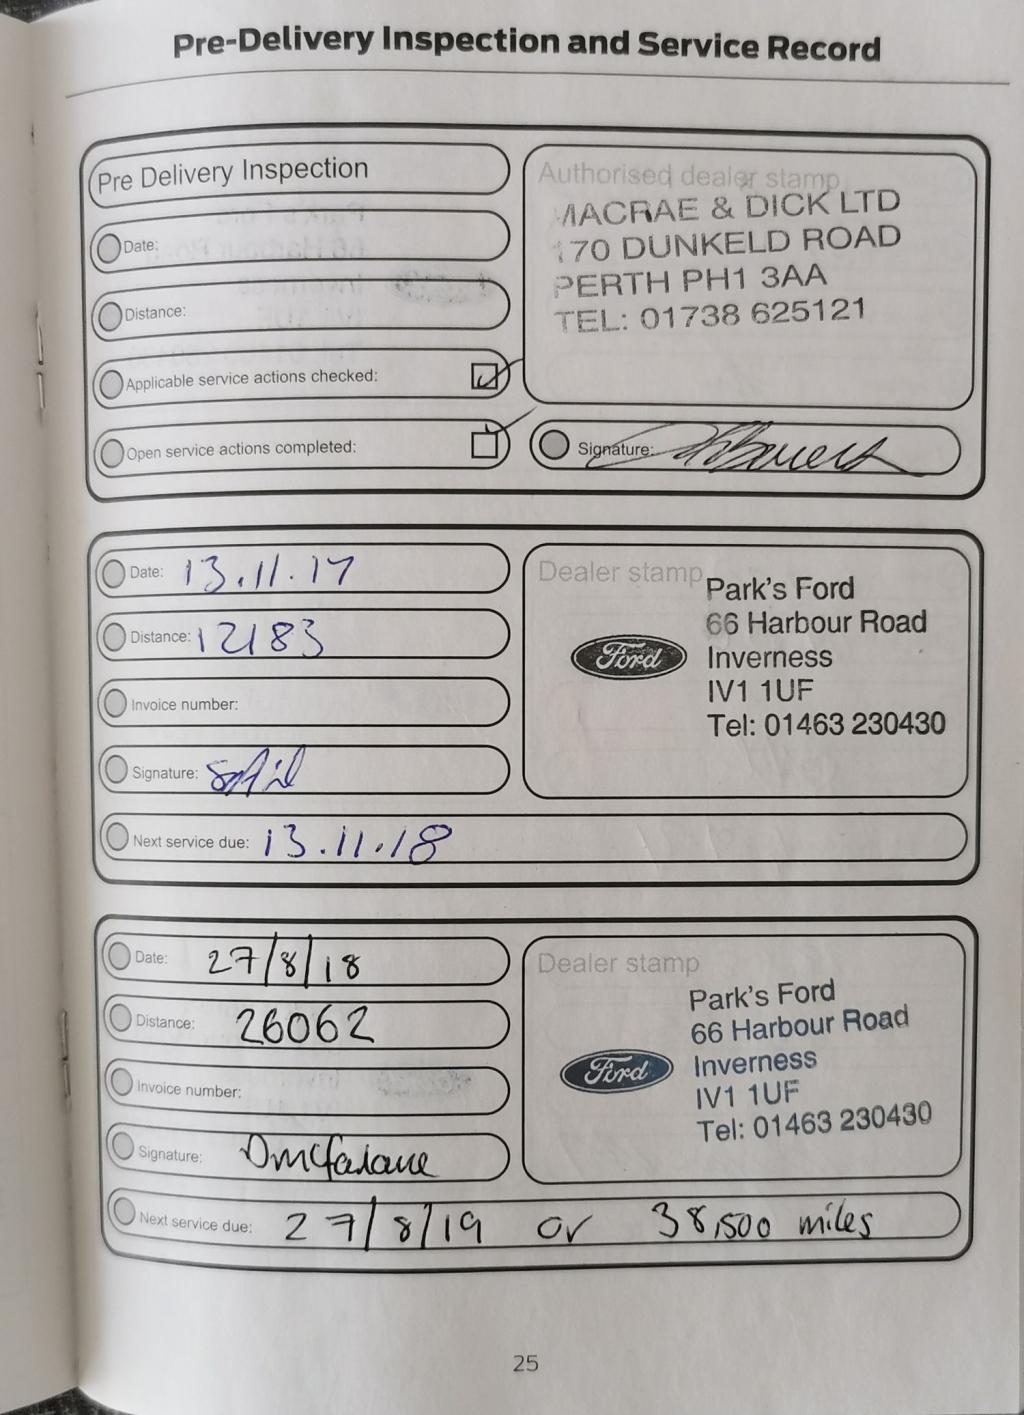 Pre-Delivery Inspection and Service Record
Pre Delivery Inspection
Date:
Distance:
Applicable service actions checked:
Open service actions completed:
Authorised dealer stamp
MACRAE & DICK LTD
170 DUNKELD ROAD
PERTH PH1 3AA
TEL: 01738 625121
Signature:
Date: 13.11.17
Distance: 12183
Invoice number:
Signature:
Next service due: 13.11.18
Dealer stamp
Ford
Park's Ford
66 Harbour Road
Inverness
IV1 1UF
Tel: 01463 230430
Date: 27/8/18
Distance: 26062
Invoice number:
Signature: Dmcfarlane
Next service due: 27/8/19 or 38,500 miles
Dealer stamp
Ford
Park's Ford
66 Harbour Road
Inverness
IV1 1UF
Tel: 01463 230430
25